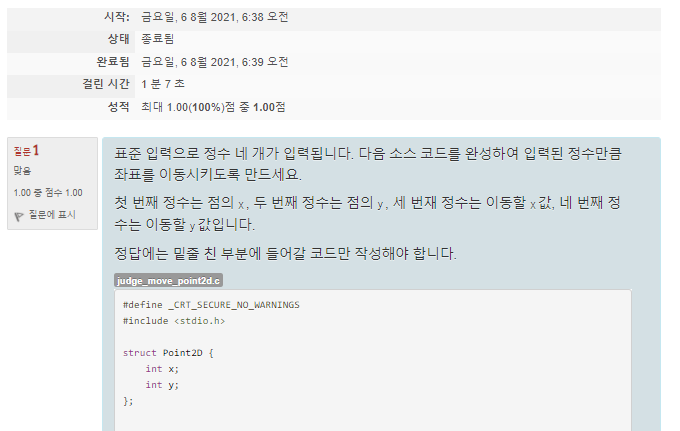 시작: 금요일, 6 8월 2021, 6:38 오전
상태 종료됨
완료됨 금요일, 6 8월 2021, 6:39 오전
걸린 시간 1 분 7 초
성적 최대 1.00(100%)점 중 1.00점
질문 1
맞음
1.00 중 점수 1.00
질문에 표시
표준 입력으로 정수 네 개가 입력됩니다. 다음 소스 코드를 완성하여 입력된 정수만큼
좌표를 이동시키도록 만드세요.
첫 번째 정수는 점의 x, 두 번째 정수는 점의 y, 세 번재 정수는 이동할 x 값, 네 번째 정
수는 이동할 y 값입니다.
정답에는 밑줄 친 부분에 들어갈 코드만 작성해야 합니다.
judge_move_point2d.c
#define _CRT_SECURE_NO_WARNINGS
#include <stdio.h>
struct Point2D {
int x;
int y;
};